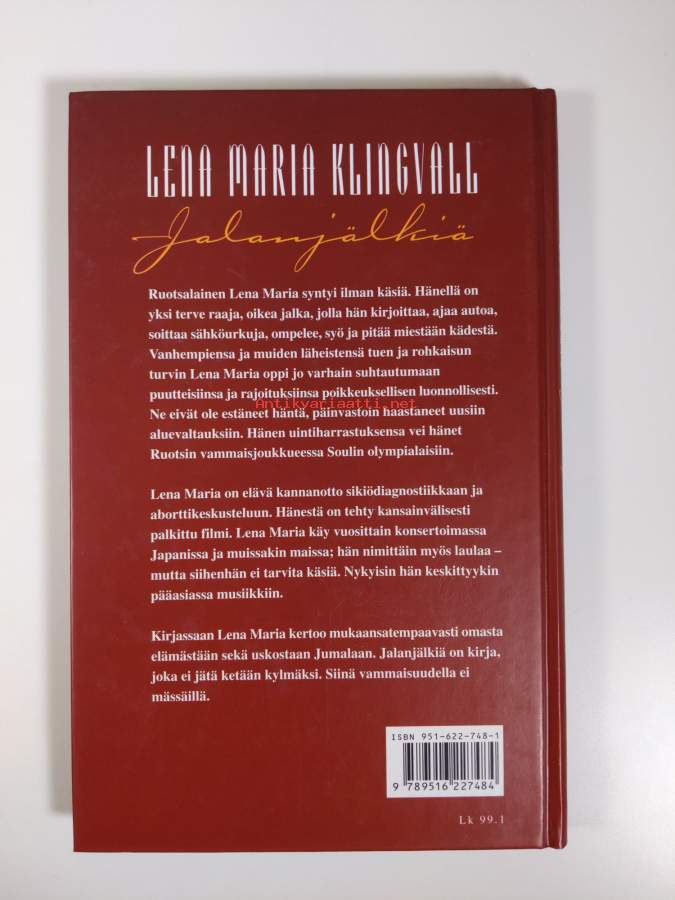 LENA MARIA KLINGVALL
Jalanjälkiä
Ruotsalainen Lena Maria syntyi ilman käsiä. Hänellä on
yksi terve raaja, oikea jalka, jolla hän kirjoittaa, ajaa autoa,
soittaa sähköurkuja, ompelee, syö ja pitää miestään kädestä.
Vanhempiensa ja muiden läheistensä tuen ja rohkaisun
turvin Lena Maria oppi jo varhain suhtautumaan
puutteisiinsa ja rajoituksiinsa poikkeuksellisen luonnollisesti.
Antikvariaatti.net
Ne eivät ole estäneet häntä, päinvastoin haastaneet uusiin
aluevaltauksiin. Hänen uintiharrastuksensa vei hänet
Ruotsin vammaisjoukkueessa Soulin olympialaisiin.
Lena Maria on elävä kannanotto sikiödiagnostiikkaan ja
aborttikeskusteluun. Hänestä on tehty kansainvälisesti
palkittu filmi. Lena Maria käy vuosittain konsertoimassa
Japanissa ja muissakin maissa; hän nimittäin myös laulaa –
mutta siihenhän ei tarvita käsiä. Nykyisin hän keskittyykin
pääasiassa musiikkiin.
Kirjassaan Lena Maria kertoo mukaansatempaavasti omasta
elämästään sekä uskostaan Jumalaan. Jalanjälkiä on kirja,
joka ei jätä ketään kylmäksi. Siinä vammaisuudella ei
mässäillä.
ISBN 951-622-748-1
9 789516 227484
Lk 99.1